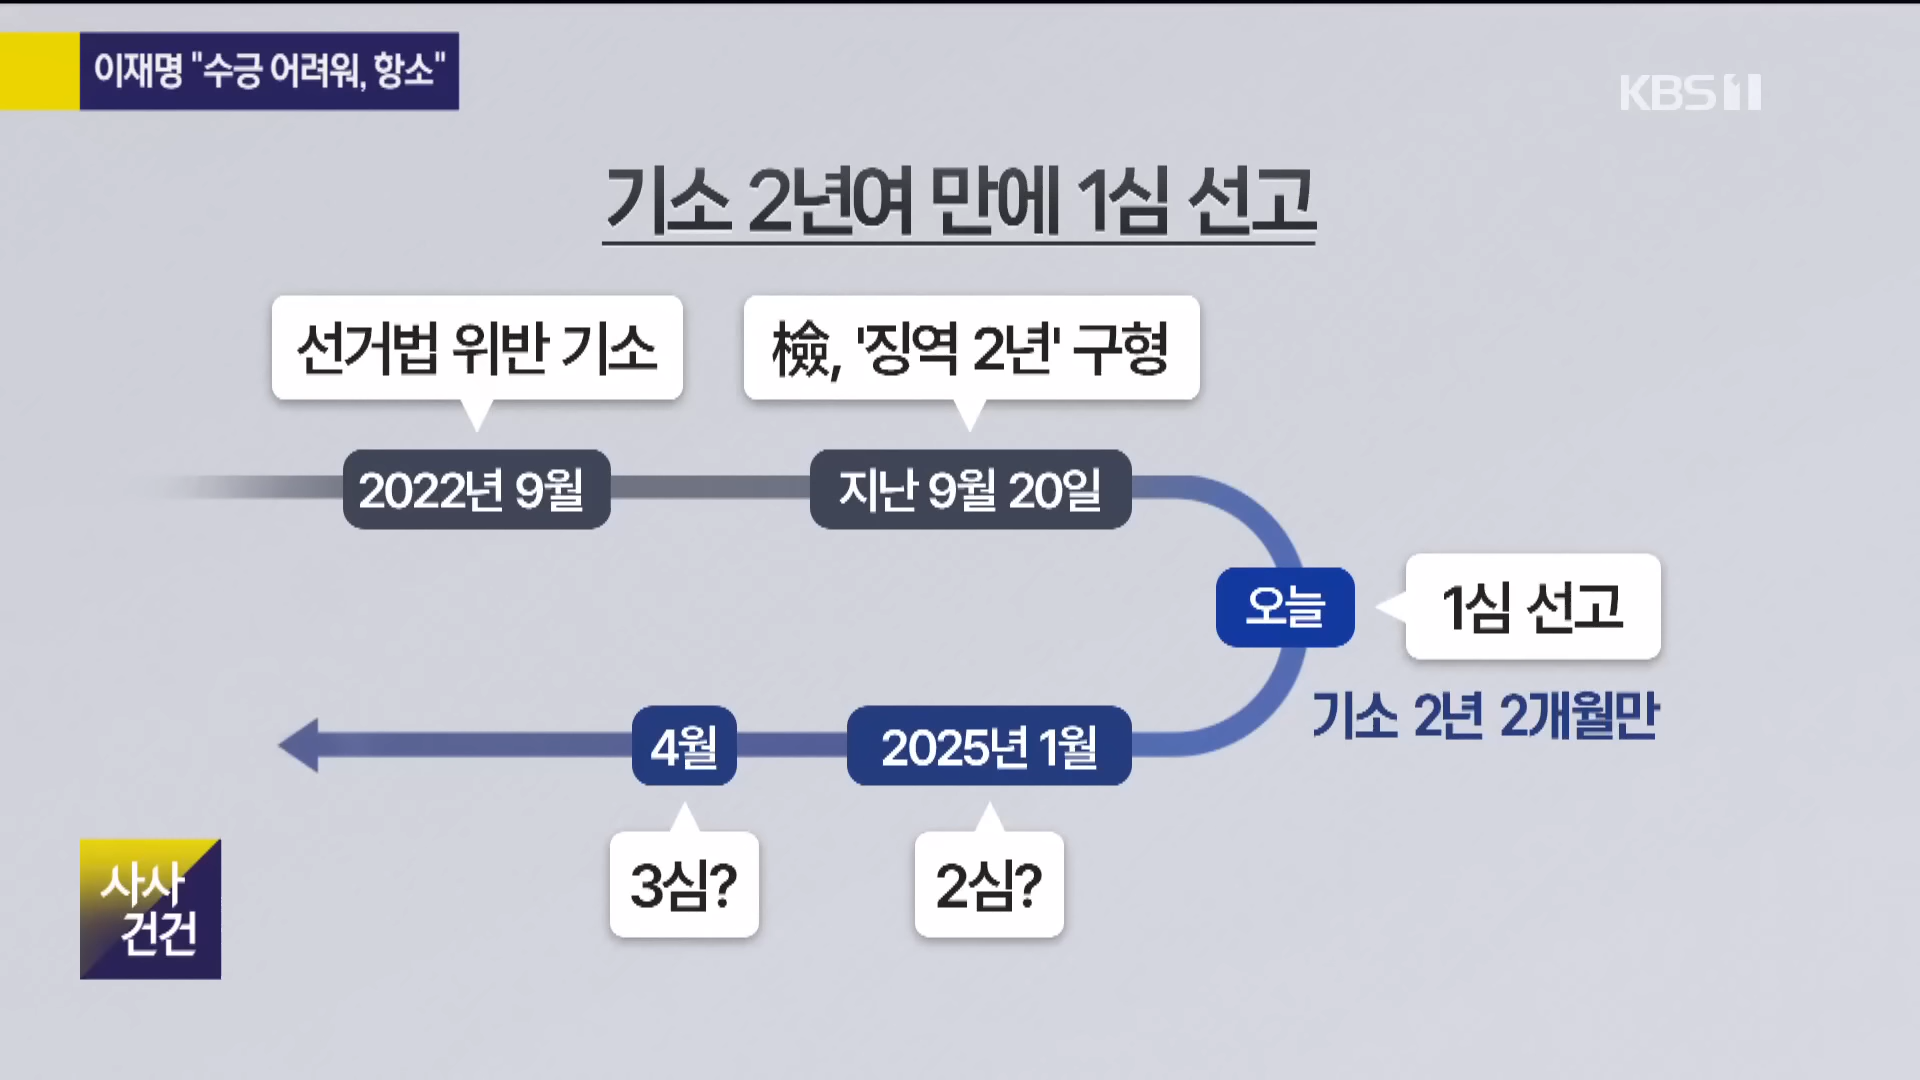 이재명 "수긍 어려워, 항소"
KBS 1
기소 2년여 만에 1심 선고
선거법 위반 기소
檢, '징역 2년' 구형
2022년 9월
지난 9월 20일
오늘
1심 선고
기소 2년 2개월만
4월
2025년 1월
3심?
2심?
사사
건건